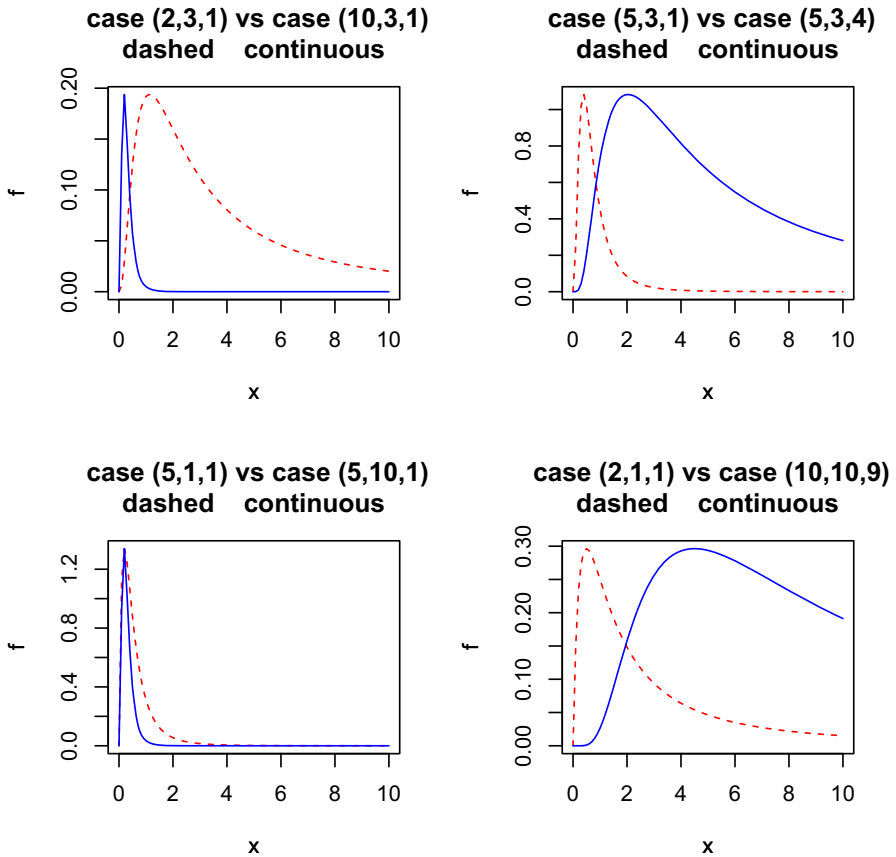 case (2,3,1) vs case (10,3,1)
dashed continuous
0.20
0.10
0.00
f
0 2 4 6 8 10
x
case (5,3,1) vs case (5,3,4)
dashed continuous
0.8
0.4
0.0
f
0 2 4 6 8 10
x
case (5,1,1) vs case (5,10,1)
dashed continuous
1.2
0.8
0.4
0.0
f
0 2 4 6 8 10
x
case (2,1,1) vs case (10,10,9)
dashed continuous
0.30
0.20
0.10
0.00
f
0 2 4 6 8 10
x